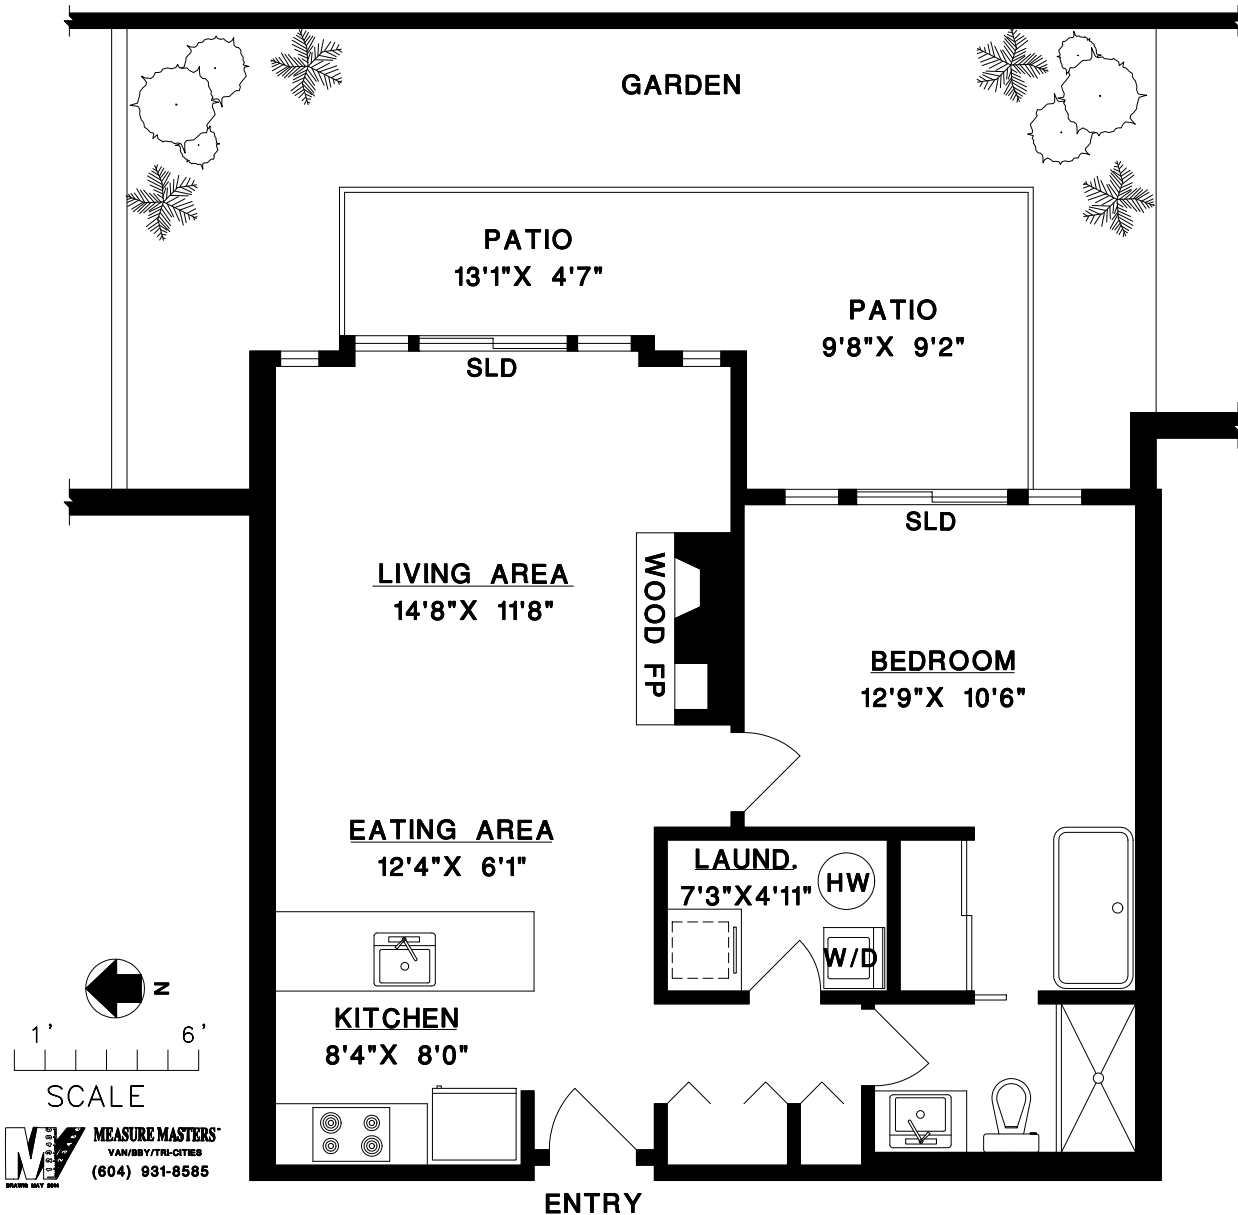 GARDEN
PATIO
13'1"X 4'7"
PATIO
9'8"X 9'2"
SLD
SLD
LIVING AREA
14'8"X 11'8"
WOOD FP
BEDROOM
12'9"X 10'6"
EATING AREA
12'4"X 6'1"
LAUND.
7'3"X4'11"
HW
W/D
N
KITCHEN
8'4"X 8'0"
1' 6'
SCALE
MEASURE MASTERS
VAN/BBY/TRI-CITIES
(604) 931-8585
ENTRY